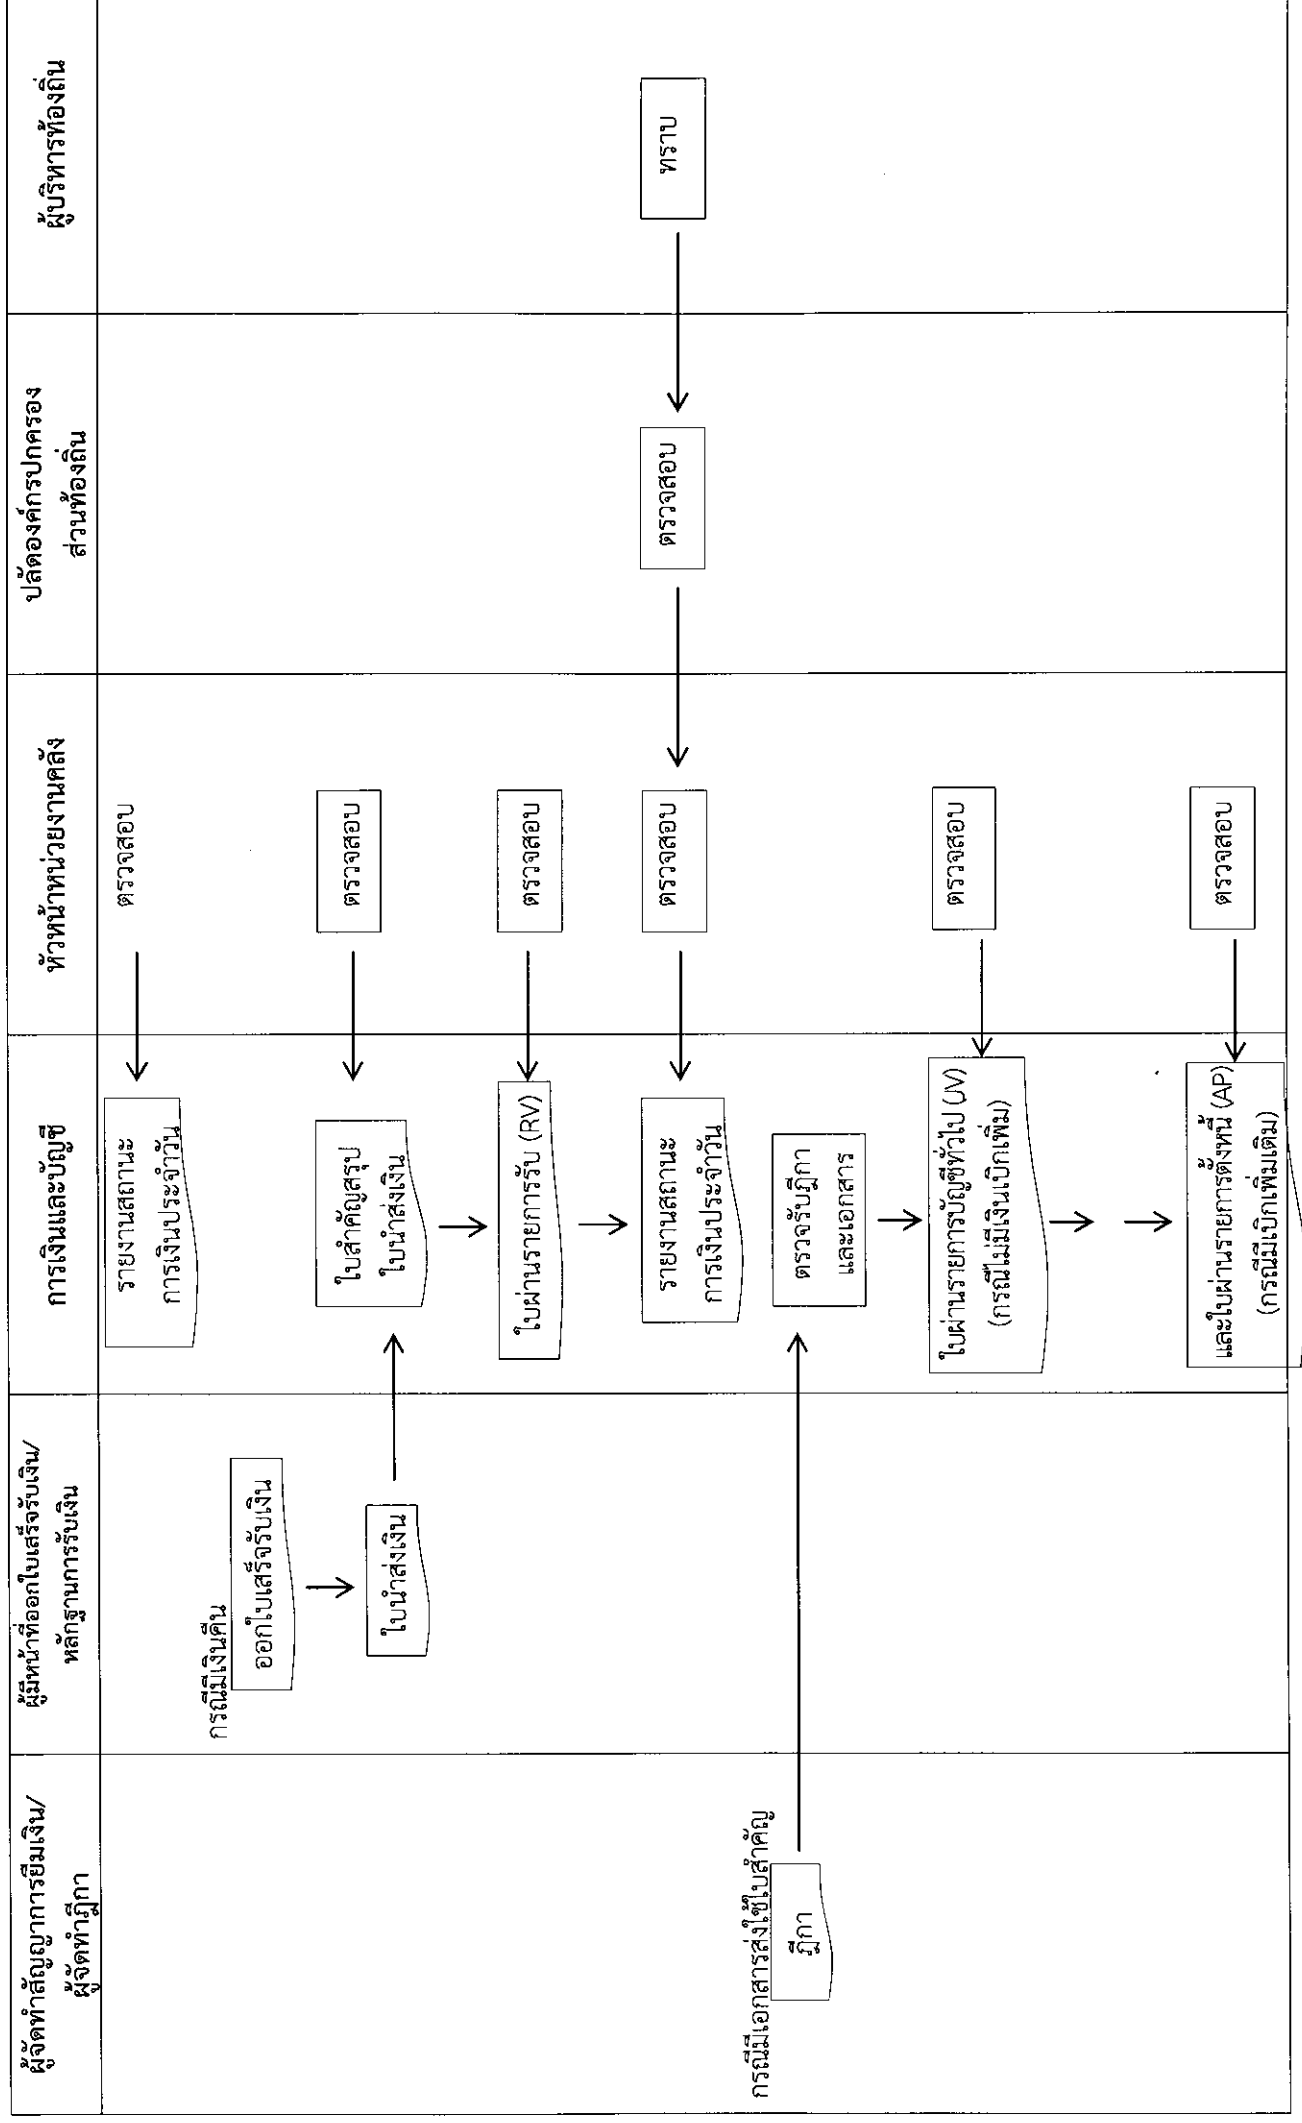 ผู้จัดทำสัญญาการยืมเงิน/
ผู้จัดทำฎีกา
ผู้มีหน้าที่ออกใบเสร็จรับเงิน/
หลักฐานการรับเงิน
การเงินและบัญชี
หัวหน้าหน่วยงานคลัง
ปลัดองค์กรปกครอง
ส่วนท้องถิ่น
ผู้บริหารท้องถิ่น
รายงานสถานะ
การเงินประจำวัน
ตรวจสอบ
กรณีมีเงินคืน
ออกใบเสร็จรับเงิน
ใบนำส่งเงิน
ใบสำคัญสรุป
ใบนำส่งเงิน
ตรวจสอบ
ใบผ่านรายการรับ (RV)
ตรวจสอบ
รายงานสถานะ
การเงินประจำวัน
ตรวจสอบ
ตรวจสอบ
ทราบ
กรณีมีเอกสารส่งใช้ใบสำคัญ
ฎีกา
ตรวจรับฎีกา
และเอกสาร
ใบผ่านรายการบัญชีทั่วไป (JV)
(กรณีไม่มีเงินเบิกเพิ่ม)
ตรวจสอบ
และใบผ่านรายการตั้งหนี้ (AP)
(กรณีมีเบิกเพิ่มเติม)
ตรวจสอบ